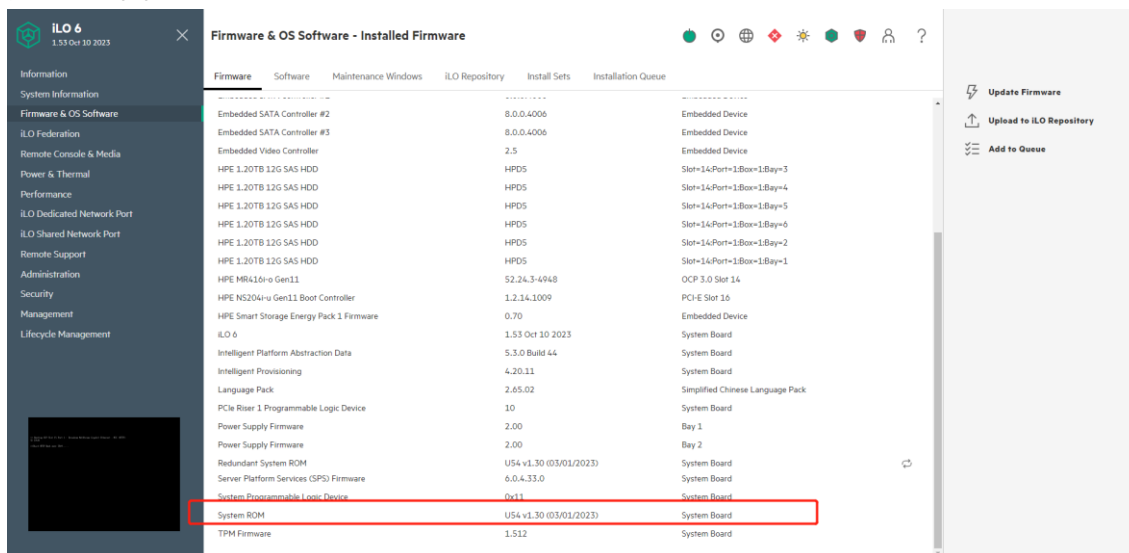 iLO 6
1.53 Oct 10 2023
Firmware & OS Software - Installed Firmware
Information
System Information
Firmware & OS Software
iLO Federation
Remote Console & Media
Power & Thermal
Performance
iLO Dedicated Network Port
iLO Shared Network Port
Remote Support
Administration
Security
Management
Lifecycle Management
Firmware Software Maintenance Windows iLO Repository Install Sets Installation Queue
Embedded SATA Controller #2 8.0.0.4006 Embedded Device
Embedded SATA Controller #3 8.0.0.4006 Embedded Device
Embedded Video Controller 2.5 Embedded Device
HPE 1.20TB 12G SAS HDD HPD5 Slot=14:Port=1:Box=1:Bay=3
HPE 1.20TB 12G SAS HDD HPD5 Slot=14:Port=1:Box=1:Bay=4
HPE 1.20TB 12G SAS HDD HPD5 Slot=14:Port=1:Box=1:Bay=5
HPE 1.20TB 12G SAS HDD HPD5 Slot=14:Port=1:Box=1:Bay=6
HPE 1.20TB 12G SAS HDD HPD5 Slot=14:Port=1:Box=1:Bay=2
HPE 1.20TB 12G SAS HDD HPD5 Slot=14:Port=1:Box=1:Bay=1
HPE MR416i-o Gen11 52.24.3-4948 OCP 3.0 Slot 14
HPE NS204i-u Gen11 Boot Controller 1.2.14.1009 PCI-E Slot 16
HPE Smart Storage Energy Pack 1 Firmware 0.70 Embedded Device
iLO 6 1.53 Oct 10 2023 System Board
Intelligent Platform Abstraction Data 5.3.0 Build 44 System Board
Intelligent Provisioning 4.20.11 System Board
Language Pack 2.65.02 Simplified Chinese Language Pack
PCIe Riser 1 Programmable Logic Device 10 System Board
Power Supply Firmware 2.00 Bay 1
Power Supply Firmware 2.00 Bay 2
Redundant System ROM U54 v1.30 (03/01/2023) System Board
Server Platform Services (SPS) Firmware 6.0.4.33.0 System Board
System Programmable Logic Device 0x11 System Board
System ROM U54 v1.30 (03/01/2023) System Board
TPM Firmware 1.512 System Board
Update Firmware
Upload to iLO Repository
Add to Queue